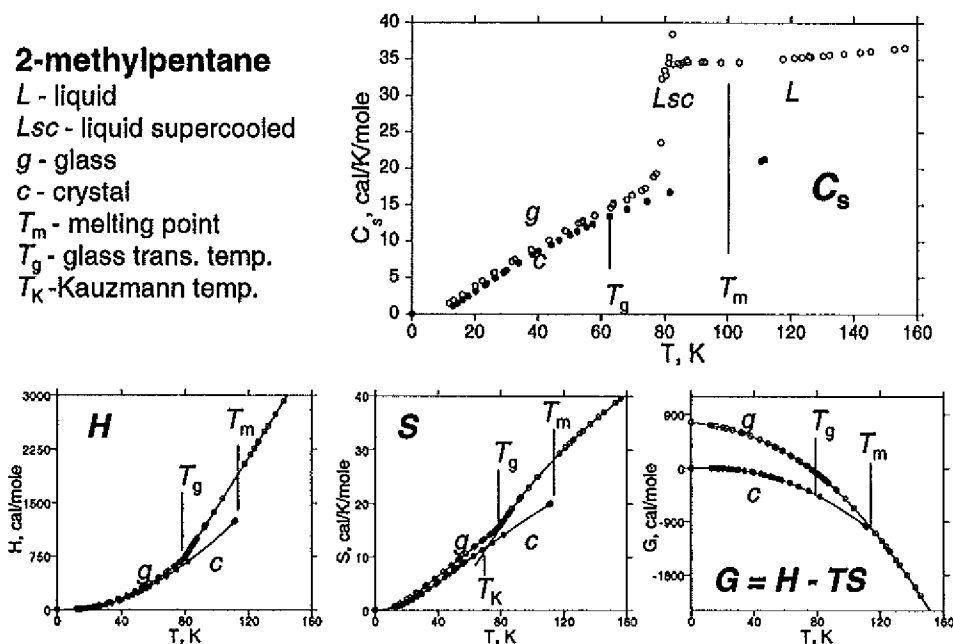 2-methylpentane
L - liquid
Lsc - liquid supercooled
g - glass
c - crystal
Tm - melting point
Tg - glass trans. temp.
TK -Kauzmann temp.
Cs, cal/K/mole
40
35
30
25
20
15
10
5
0
g
c
Lsc
L
Cs
Tg
Tm
0 20 40 60 80 100 120 140 160
T, K
H, cal/mole
3000
2250
1500
750
0
H
Tm
Tg
g
c
0 40 80 120 160
T, K
S, cal/K/mole
40
30
20
10
0
S
Tm
Tg
g
c
TK
0 40 80 120 160
T, K
G, cal/mole
900
0
-900
-1800
g
Tg
Tm
c
G = H - TS
0 40 80 120 160
T, K